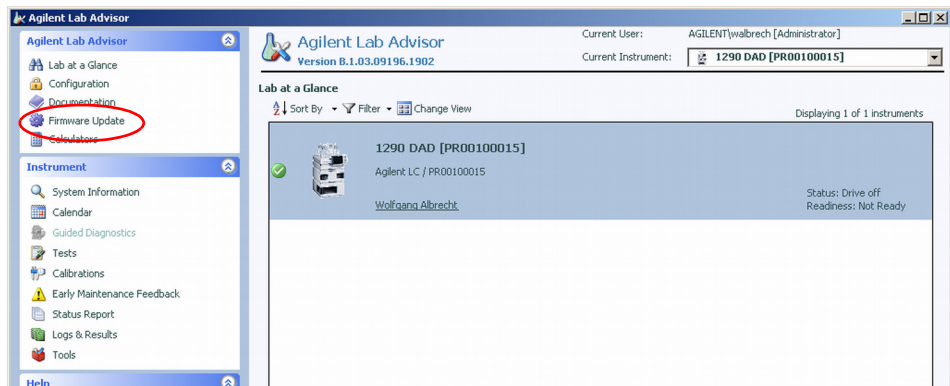 Agilent Lab Advisor
Agilent Lab Advisor
Lab at a Glance
Configuration
Documentation
Firmware Update
Calculators
Instrument
System Information
Calendar
Guided Diagnostics
Tests
Calibrations
Early Maintenance Feedback
Status Report
Logs & Results
Tools
Help
Agilent Lab Advisor
Version B.1.03.09196.1902
Current User: AGILENT\walbrech [Administrator]
Current Instrument: 1290 DAD [PR00100015]
Lab at a Glance
Sort By Filter Change View
Displaying 1 of 1 instruments
1290 DAD [PR00100015]
Agilent LC / PR00100015
Wolfgang Albrecht
Status: Drive off
Readiness: Not Ready